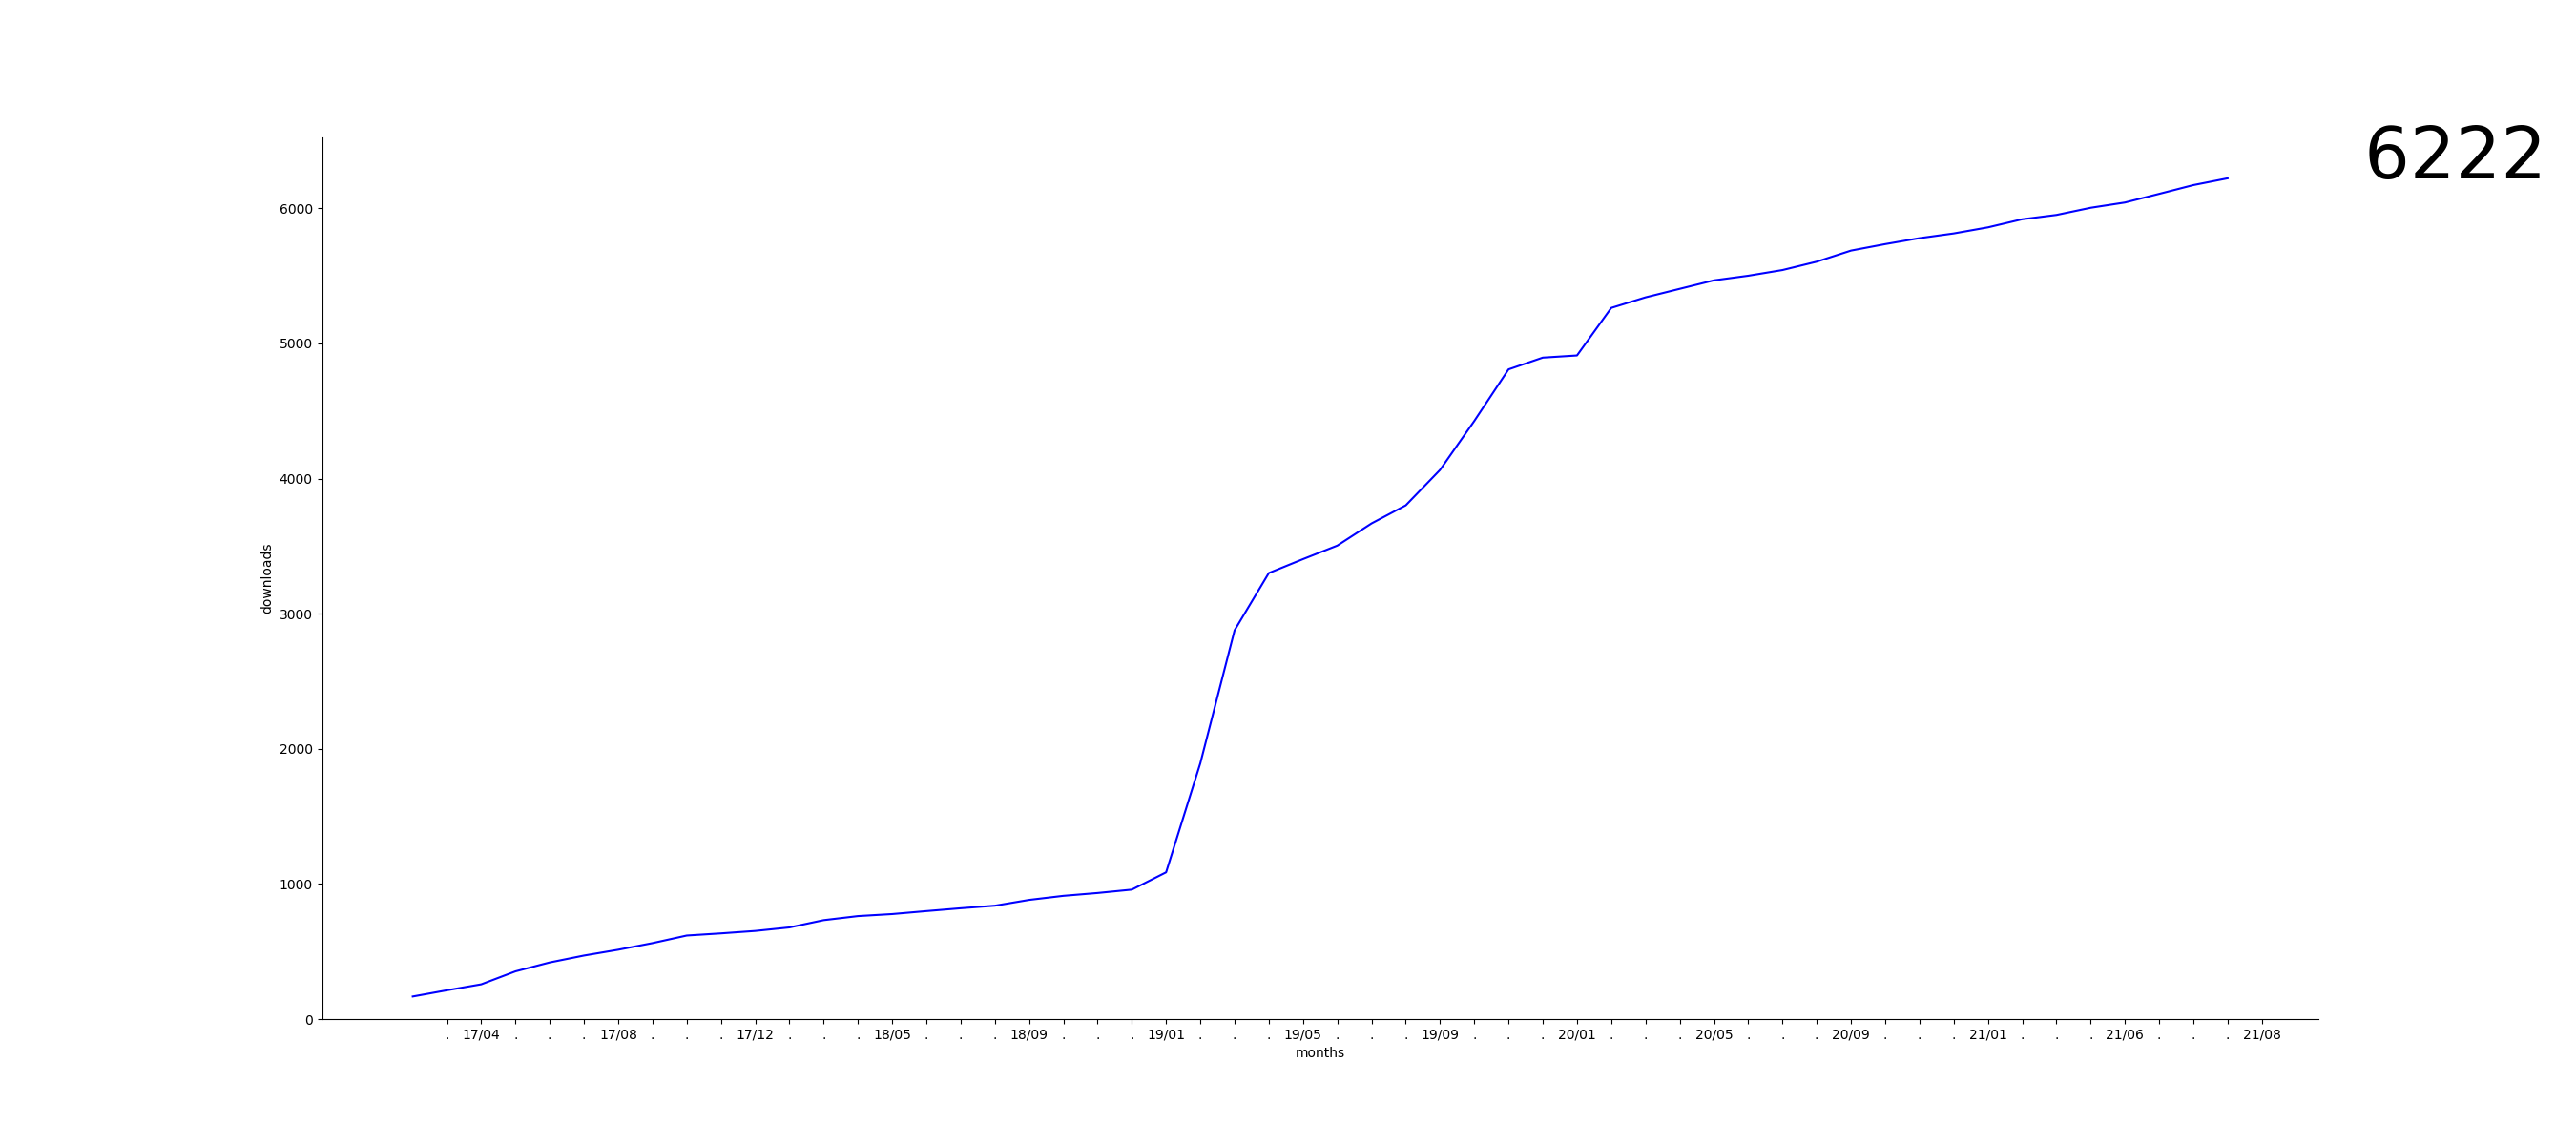 6222
6000
5000
4000
3000
2000
1000
0
downloads
. 17/04 . . . 17/08 . . . 17/12 . . . 18/05 . . . 18/09 . . . 19/01 . . . 19/05 . . . 19/09 . . . 20/01 . . . 20/05 . . . 20/09 . . . 21/01 . . . 21/06 . . . 21/08
months